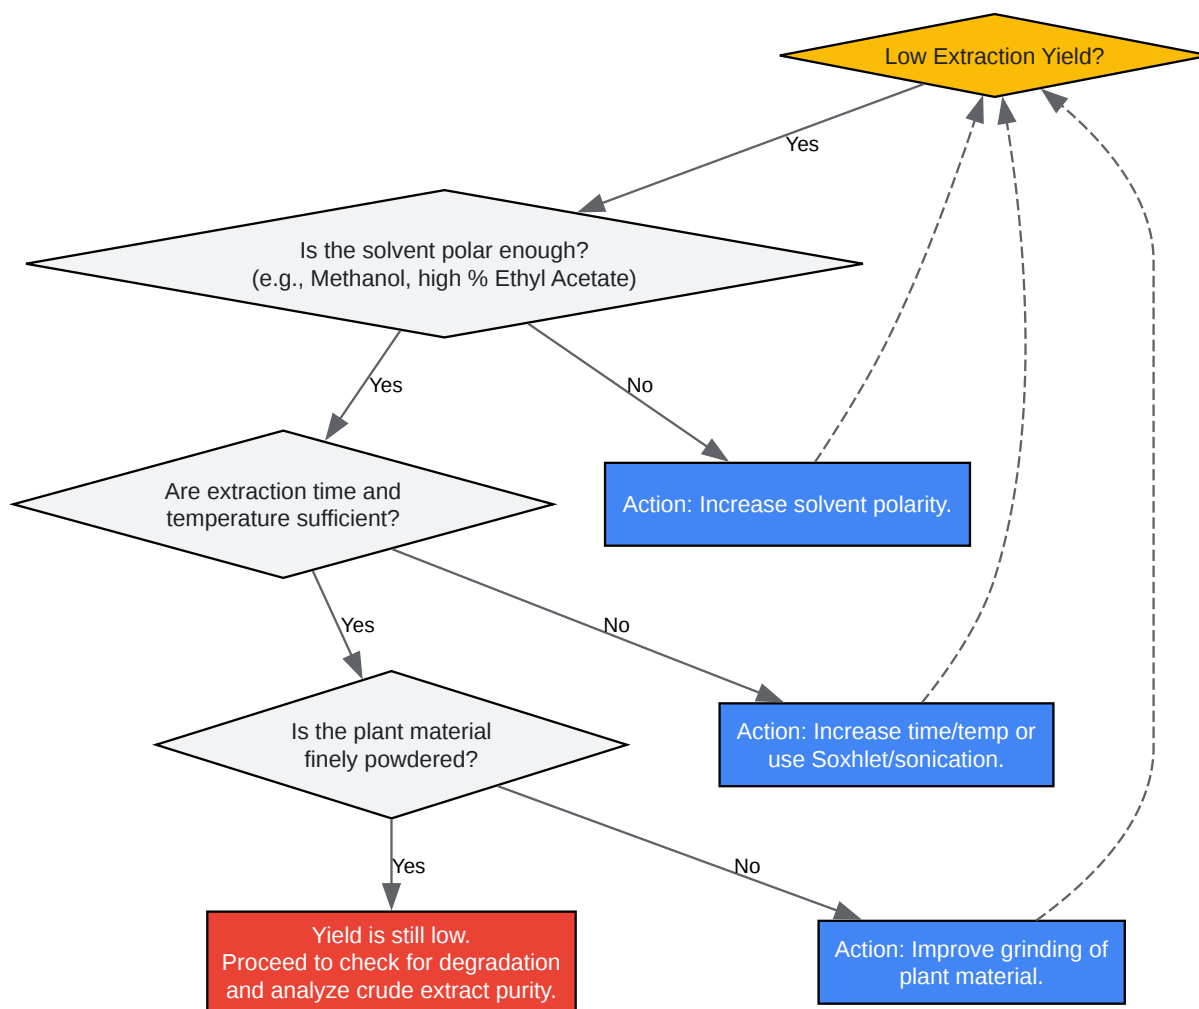 Low Extraction Yield?
Yes
Is the solvent polar enough?
(e.g., Methanol, high % Ethyl Acetate)
Yes
No
Are extraction time and
temperature sufficient?
Action: Increase solvent polarity.
Yes
No
Is the plant material
finely powdered?
Action: Increase time/temp or
use Soxhlet/sonication.
Yes
No
Yield is still low.
Proceed to check for degradation
and analyze crude extract purity.
Action: Improve grinding of
plant material.